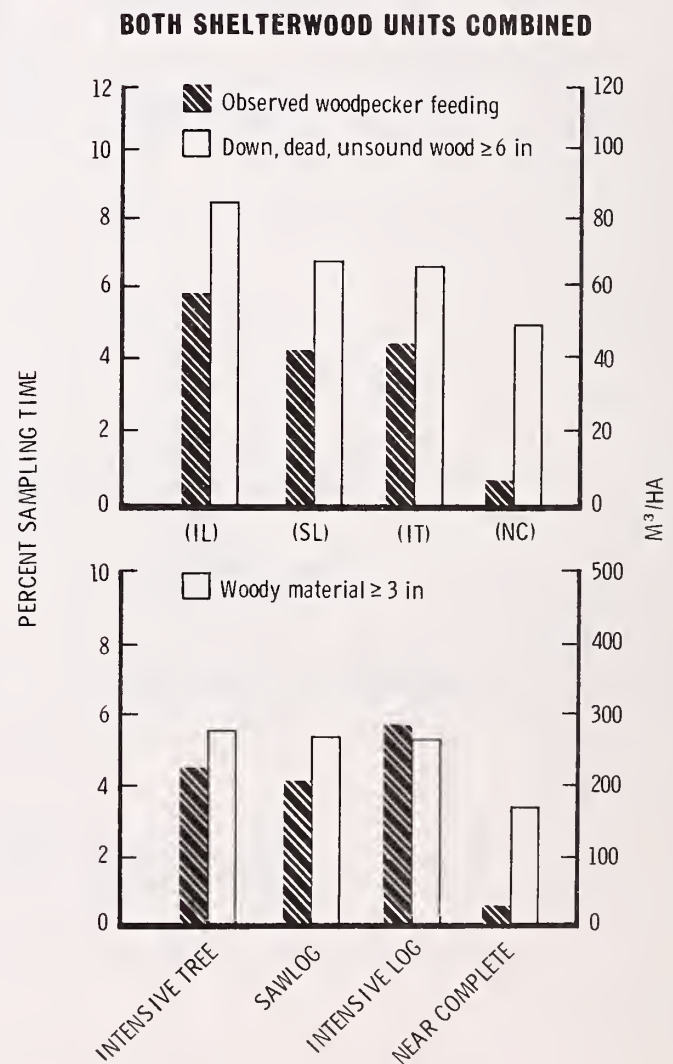 BOTH SHELTERWOOD UNITS COMBINED
12
10
8
6
4
2
0
Observed woodpecker feeding
Down, dead, unsound wood ≥6 in
120
100
80
60
40
20
0
(IL) (SL) (IT) (NC)
PERCENT SAMPLING TIME
M³/HA
10
8
6
4
2
0
Woody material ≥ 3 in
500
400
300
200
100
0
INTENSIVE TREE
SAWLOG
INTENSIVE LOG
NEAR COMPLETE